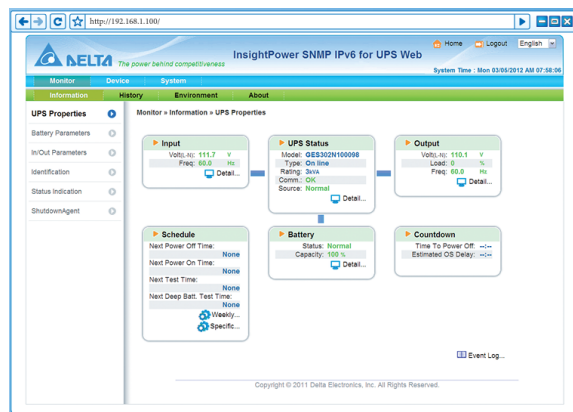 http://192.168.1.100/
Home Logout English
DELTA
The power behind competitiveness
InsightPower SNMP IPv6 for UPS Web
System Time : Mon 03/05/2012 AM 07:58:06
Monitor Device System
Information History Environment About
UPS Properties
Battery Parameters
In/Out Parameters
Identification
Status Indication
ShutdownAgent
Monitor » Information » UPS Properties
Input
Volt(L-N): 111.7 V
Freq: 60.0 Hz
Detail...
UPS Status
Model: GES302N100098
Type: On line
Rating: 3kVA
Comm.: OK
Source: Normal
Detail...
Output
Volt(L-N): 110.1 V
Load: 0 %
Freq: 60.0 Hz
Detail...
Schedule
Next Power Off Time:
None
Next Power On Time:
None
Next Test Time:
None
Next Deep Batt. Test Time:
None
Weekly...
Specific...
Battery
Status: Normal
Capacity: 100 %
Detail...
Countdown
Time To Power Off: --:--
Estimated OS Delay: --:--
Event Log...
Copyright © 2011 Delta Electronics, Inc. All Rights Reserved.